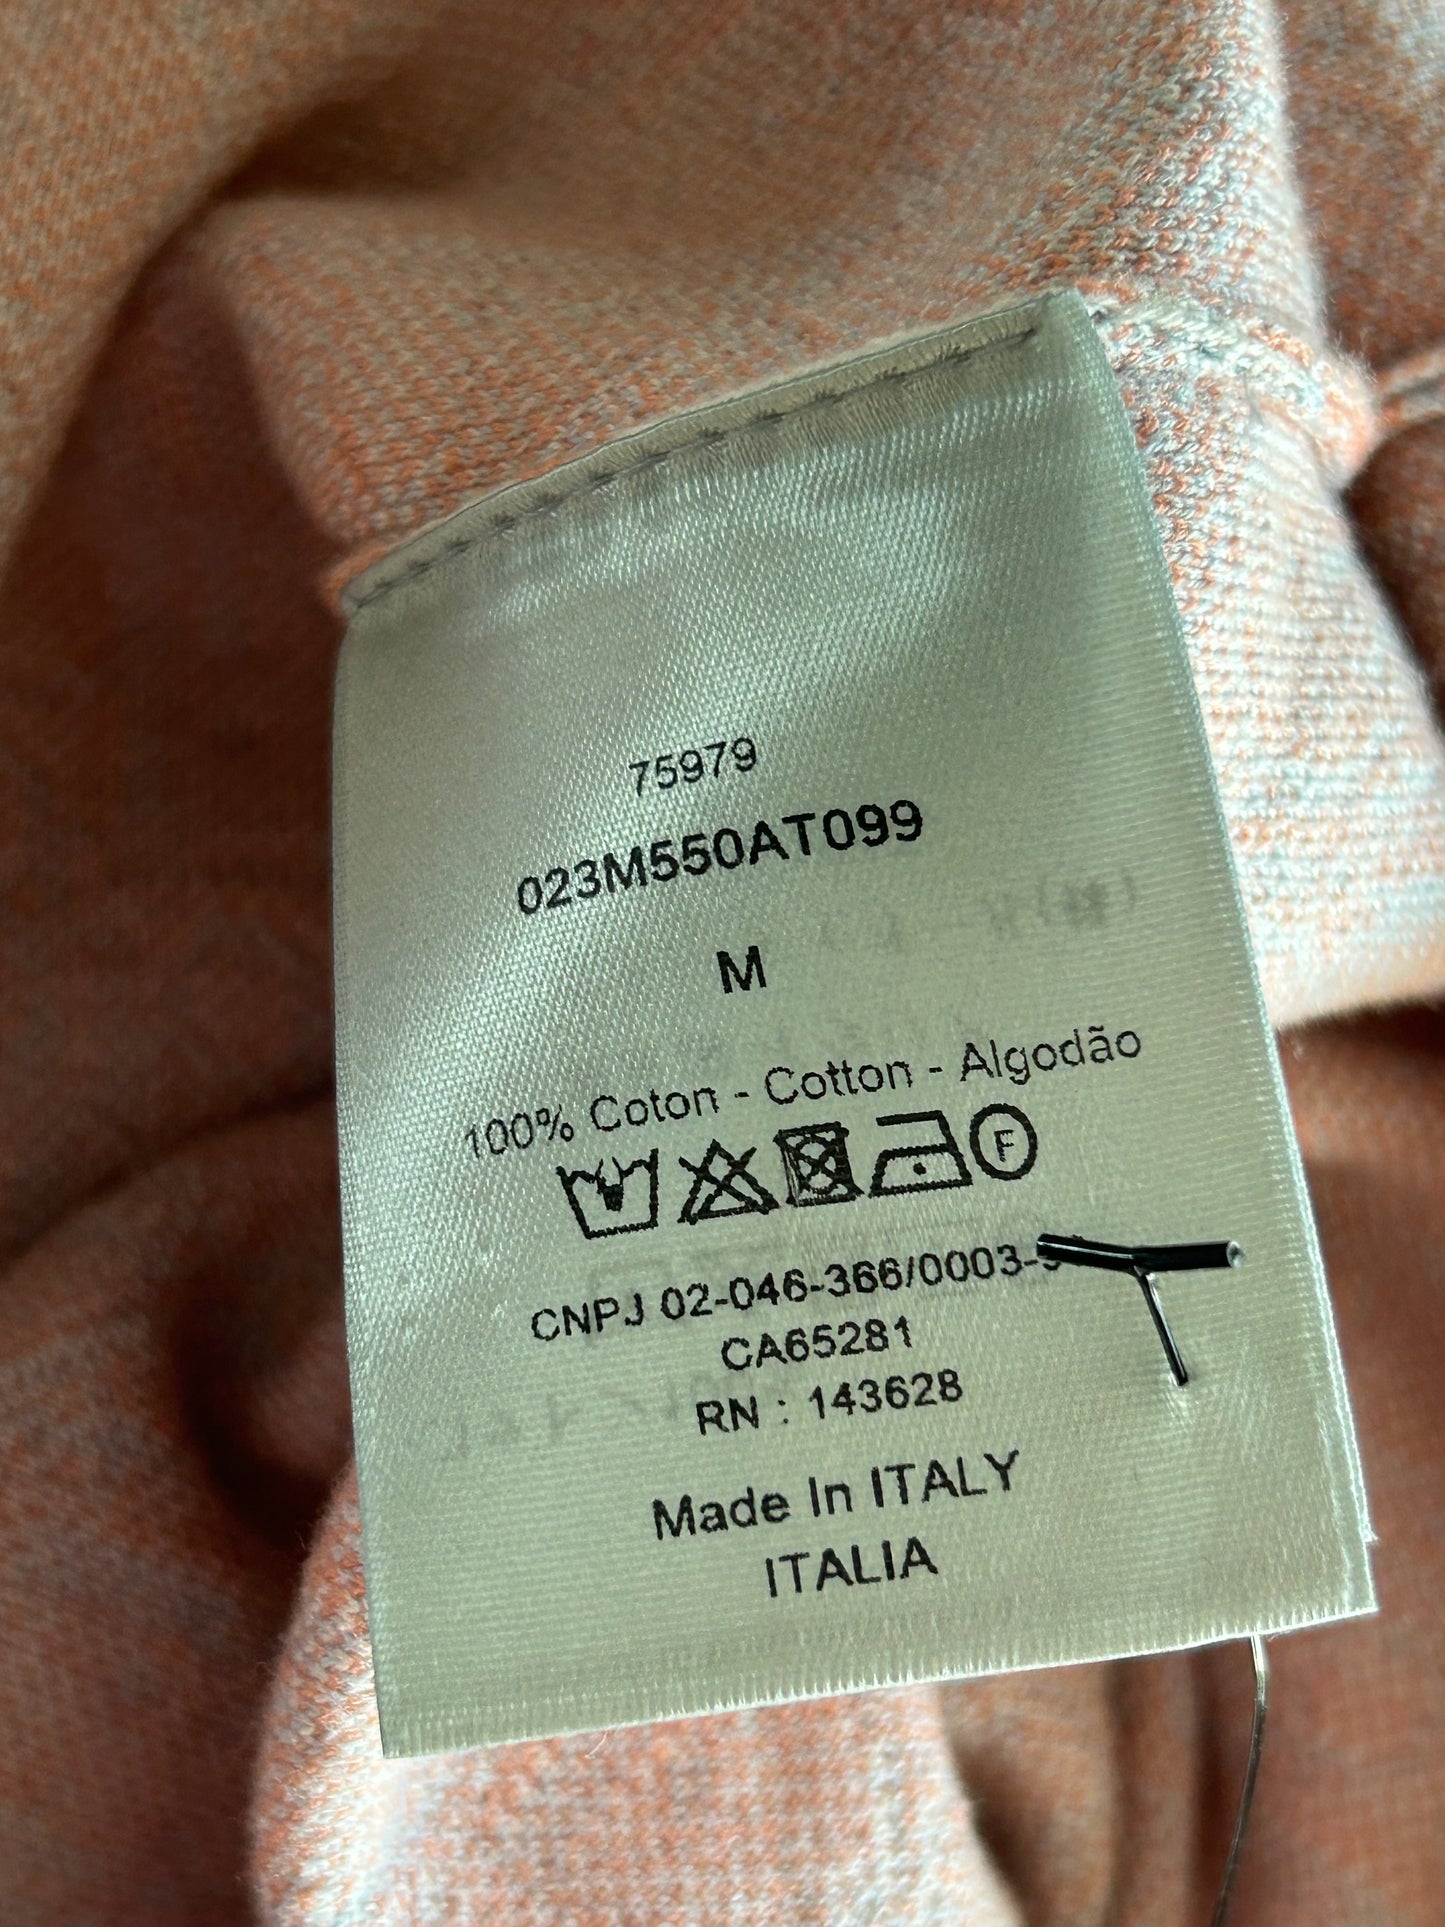 75979
023M550AT099
M
100% Coton - Cotton - Algodão
F
CNPJ 02-046-366/0003-
CA65281
RN : 143628
Made In ITALY
ITALIA